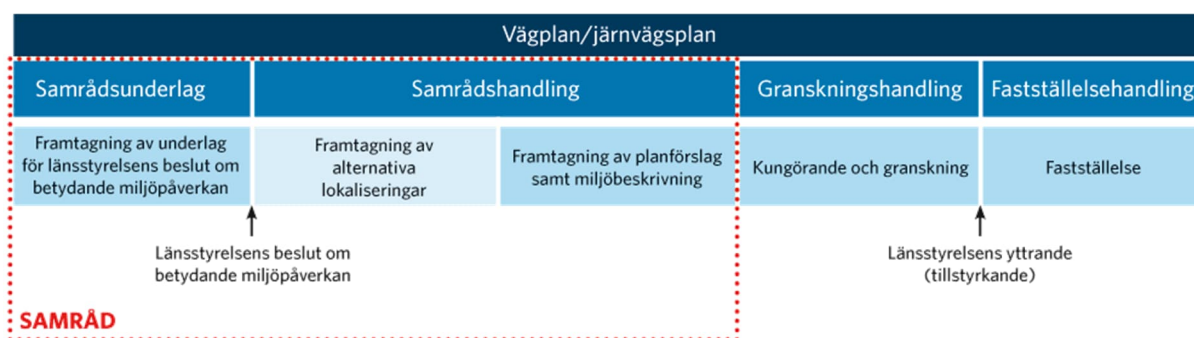 Vägplan/järnvägsplan
Samrådsunderlag
Samrådshandling
Granskningshandling
Fastställelsehandling
Framtagning av underlag
för länsstyrelsens beslut om
betydande miljöpåverkan
Framtagning av
alternativa
lokaliseringar
Framtagning av planförslag
samt miljöbeskrivning
Kungörande och granskning
Fastställelse
Länsstyrelsens beslut om
betydande miljöpåverkan
Länsstyrelsens yttrande
(tillstyrkande)
SAMRÅD